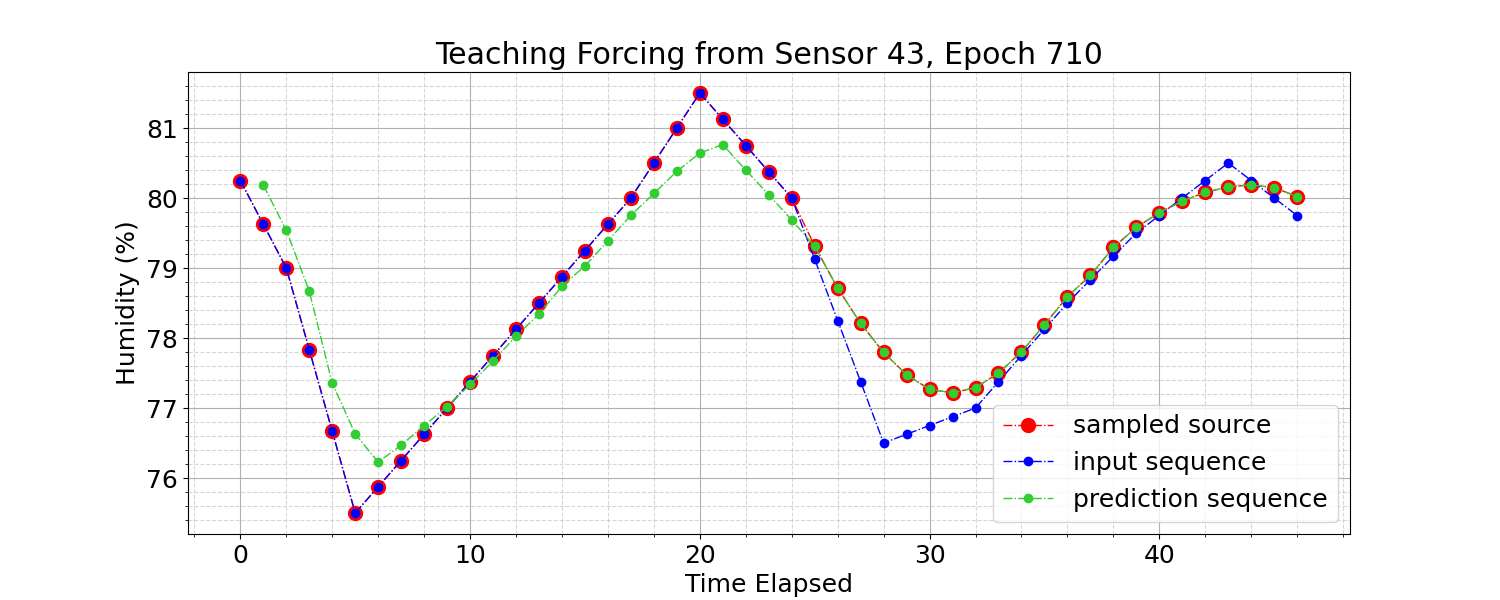 Teaching Forcing from Sensor 43, Epoch 710
Humidity (%)
81
80
79
78
77
76
sampled source
input sequence
prediction sequence
0 10 20 30 40
Time Elapsed